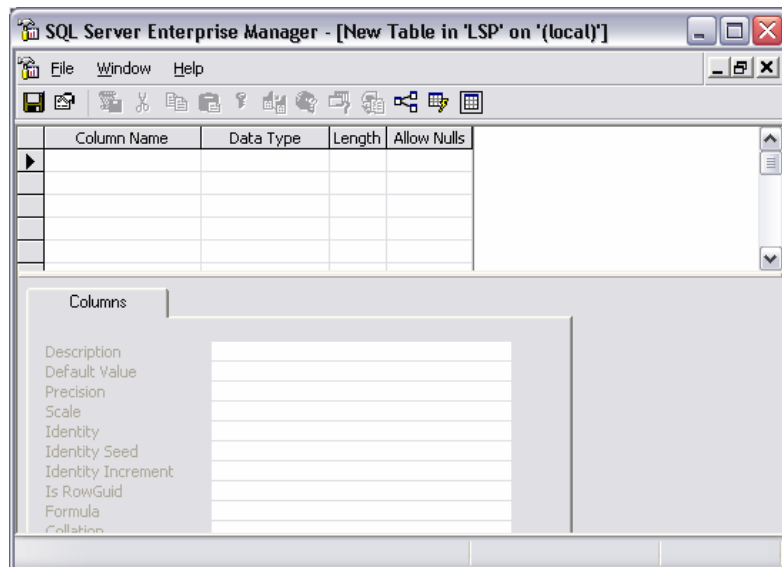 SQL Server Enterprise Manager - [New Table in 'LSP' on '(local)']
File Window Help
Column Name Data Type Length Allow Nulls
Columns
Description
Default Value
Precision
Scale
Identity
Identity Seed
Identity Increment
Is RowGuid
Formula
Collation